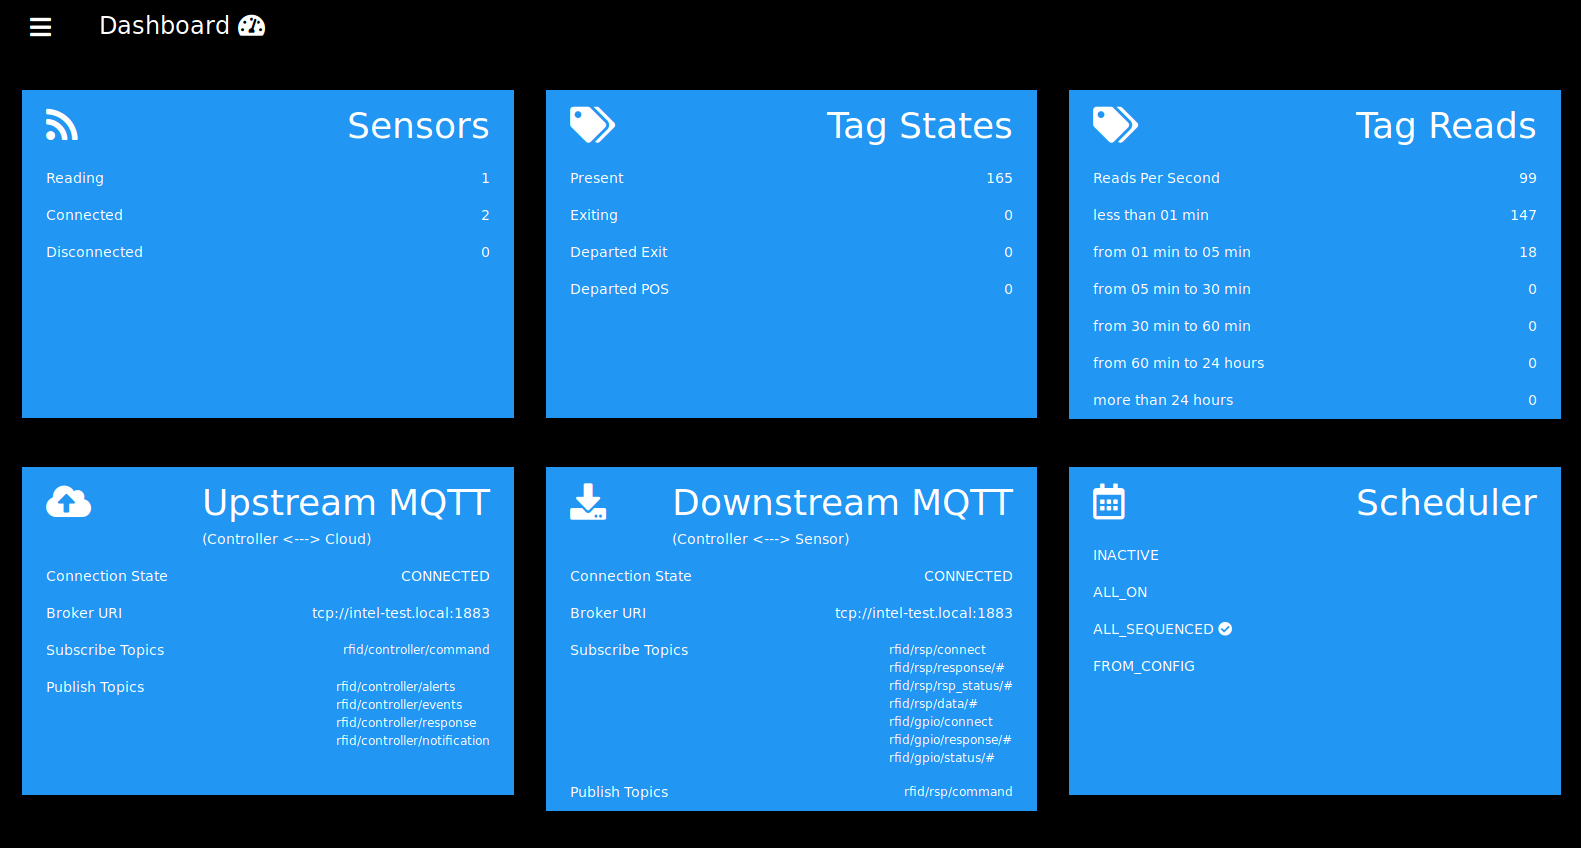 Dashboard
Sensors
Reading 1
Connected 2
Disconnected 0
Tag States
Present 165
Exiting 0
Departed Exit 0
Departed POS 0
Tag Reads
Reads Per Second 99
less than 01 min 147
from 01 min to 05 min 18
from 05 min to 30 min 0
from 30 min to 60 min 0
from 60 min to 24 hours 0
more than 24 hours 0
Upstream MQTT
(Controller <---> Cloud)
Connection State CONNECTED
Broker URI tcp://intel-test.local:1883
Subscribe Topics rfid/controller/command
Publish Topics rfid/controller/alerts
rfid/controller/events
rfid/controller/response
rfid/controller/notification
Downstream MQTT
(Controller <---> Sensor)
Connection State CONNECTED
Broker URI tcp://intel-test.local:1883
Subscribe Topics rfid/rsp/connect
rfid/rsp/response/#
rfid/rsp/rsp_status/#
rfid/rsp/data/#
rfid/gpio/connect
rfid/gpio/response/#
rfid/gpio/status/#
Publish Topics rfid/rsp/command
Scheduler
INACTIVE
ALL_ON
ALL_SEQUENCED
FROM_CONFIG